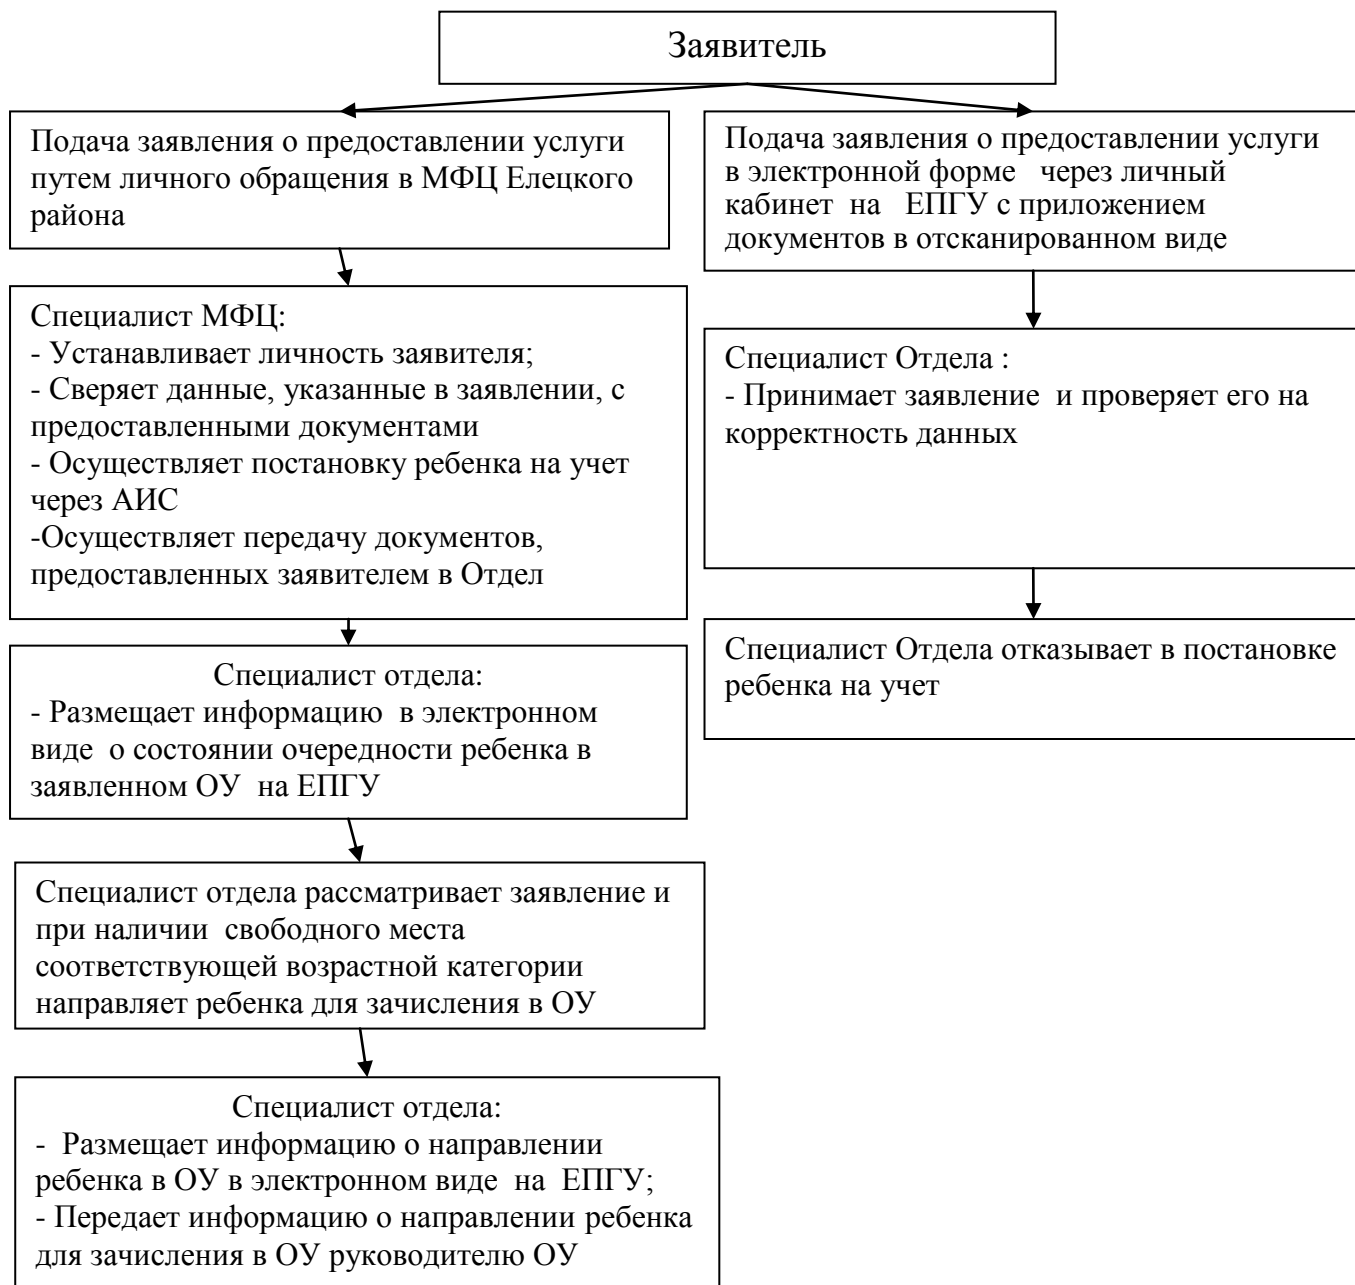 Заявитель
Подача заявления о предоставлении услуги
путем личного обращения в МФЦ Елецкого
района
Подача заявления о предоставлении услуги
в электронной форме через личный
кабинет на ЕПГУ с приложением
документов в отсканированном виде
Специалист МФЦ:
- Устанавливает личность заявителя;
- Сверяет данные, указанные в заявлении, с
предоставленными документами
- Осуществляет постановку ребенка на учет
через АИС
-Осуществляет передачу документов,
предоставленных заявителем в Отдел
Специалист Отдела :
- Принимает заявление и проверяет его на
корректность данных
Специалист отдела:
- Размещает информацию в электронном
виде о состоянии очередности ребенка в
заявленном ОУ на ЕПГУ
Специалист Отдела отказывает в постановке
ребенка на учет
Специалист отдела рассматривает заявление и
при наличии свободного места
соответствующей возрастной категории
направляет ребенка для зачисления в ОУ
Специалист отдела:
- Размещает информацию о направлении
ребенка в ОУ в электронном виде на ЕПГУ;
- Передает информацию о направлении ребенка
для зачисления в ОУ руководителю ОУ